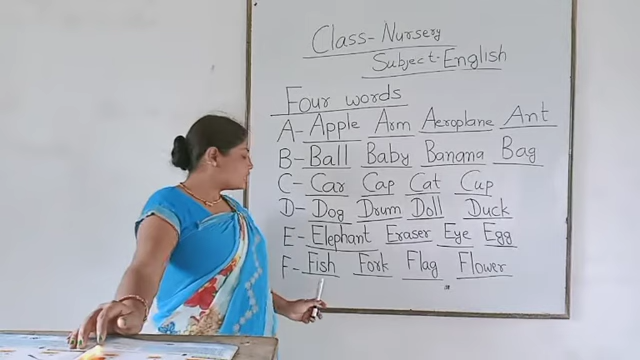 Class-Nursery
Subject-English
Four words
A- Apple Arm Aeroplane Ant
B- Ball Baby Banana Bag
C- Car Cap Cat Cup
D- Dog Drum Doll Duck
E- Elephant Eraser Eye Egg
F- Fish Fork Flag Flower